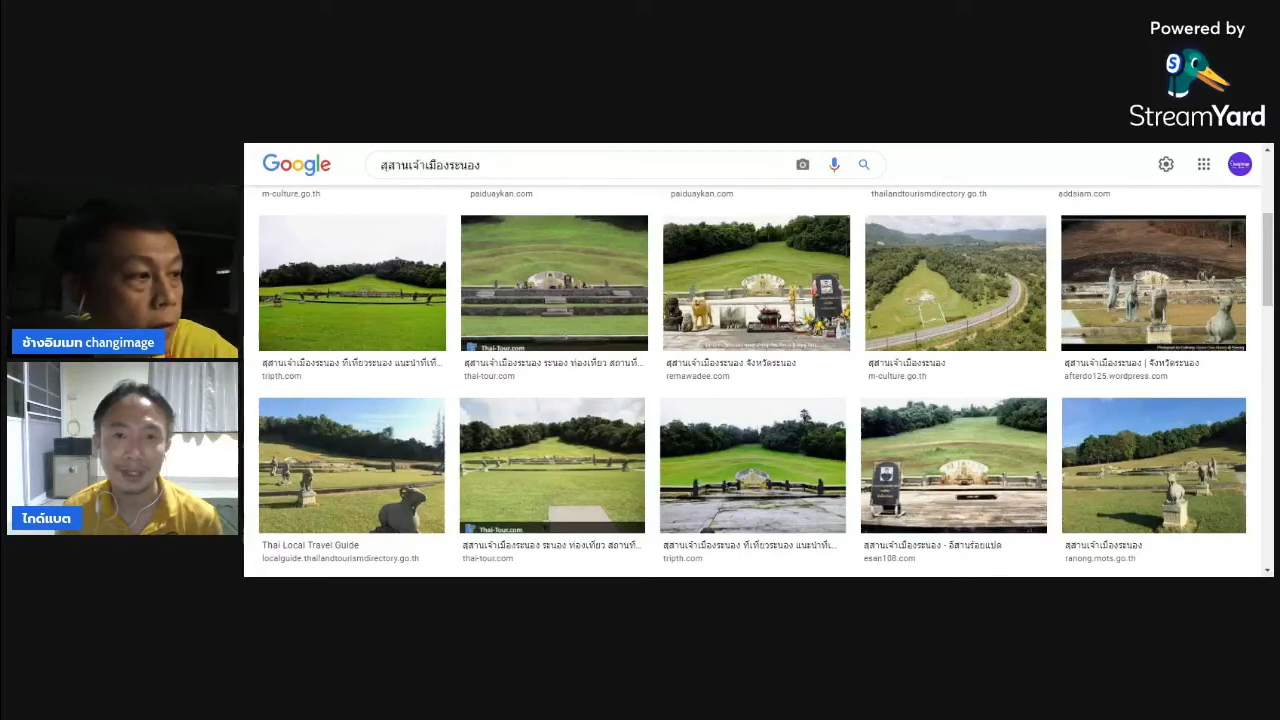 Powered by
StreamYard
Google
สุสานเจ้าเมืองระนอง
m-culture.go.th
paiduaykan.com
paiduaykan.com
thailandtourismdirectory.go.th
addsiam.com
Thai-Tour.com
สุสานเจ้าเมืองระนอง ที่เที่ยวระนอง แนะนำที่เที่...
tripth.com
สุสานเจ้าเมืองระนอง ระนอง ท่องเที่ยว สถานที่...
thai-tour.com
สุสานเจ้าเมืองระนอง จังหวัดระนอง
remawadee.com
สุสานเจ้าเมืองระนอง
m-culture.go.th
สุสานเจ้าเมืองระนอง | จังหวัดระนอง
afterdo125.wordpress.com
ช้างอิมเมท changimage
ไกด์แบต
Thai-Tour.com
Thai Local Travel Guide
localguide.thailandtourismdirectory.go.th
สุสานเจ้าเมืองระนอง ระนอง ท่องเที่ยว สถานที่...
thai-tour.com
สุสานเจ้าเมืองระนอง ที่เที่ยวระนอง แนะนำที่เ...
tripth.com
สุสานเจ้าเมืองระนอง - อีสานร้อยแปด
esan108.com
สุสานเจ้าเมืองระนอง
ranong.mots.go.th